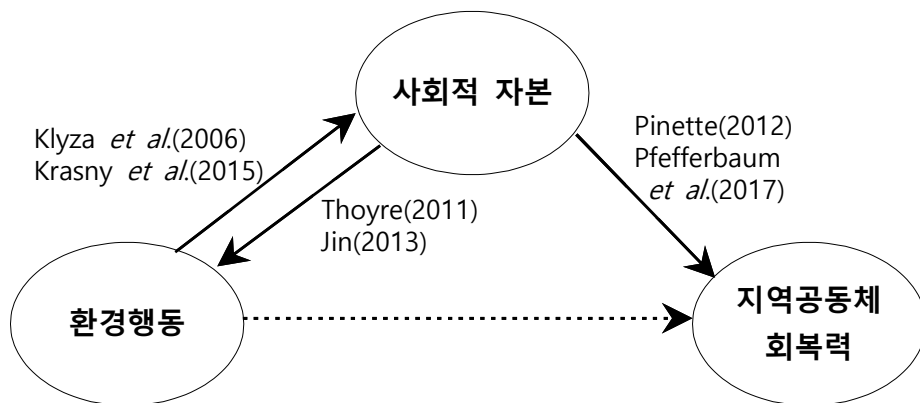 사회적 자본
Klyza et al.(2006)
Krasny et al.(2015)
Pinette(2012)
Pfefferbaum
et al.(2017)
Thoyre(2011)
Jin(2013)
환경행동
지역공동체
회복력